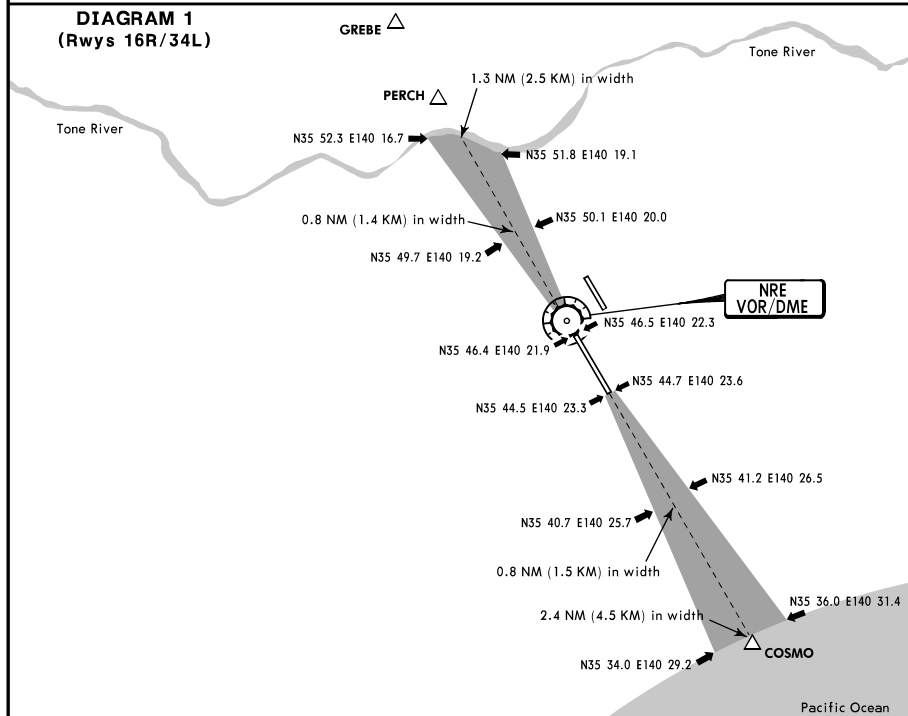 DIAGRAM 1
(Rwys 16R/34L)
GREBE
Tone River
1.3 NM (2.5 KM) in width
PERCH
Tone River
N35 52.3 E140 16.7
N35 51.8 E140 19.1
0.8 NM (1.4 KM) in width
N35 50.1 E140 20.0
N35 49.7 E140 19.2
NRE
VOR/DME
N35 46.5 E140 22.3
N35 46.4 E140 21.9
N35 44.7 E140 23.6
N35 44.5 E140 23.3
N35 41.2 E140 26.5
N35 40.7 E140 25.7
0.8 NM (1.5 KM) in width
N35 36.0 E140 31.4
2.4 NM (4.5 KM) in width
COSMO
N35 34.0 E140 29.2
Pacific Ocean